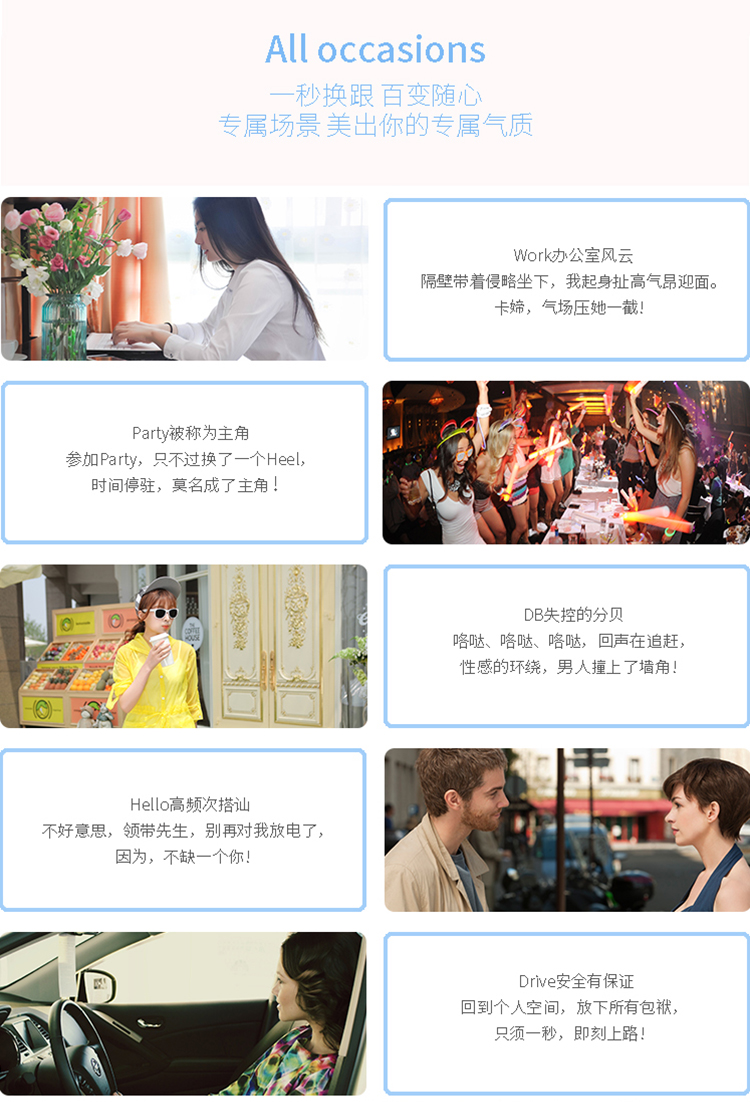 All occasions
一秒换跟 百变随心
专属场景 美出你的专属气质
Work办公室风云
隔壁带着侵略坐下，我起身扯高气昂迎面。
卡婍，气场压她一截！
Party被称为主角
参加Party，只不过换了一个Heel，
时间停驻，莫名成了主角！
THE COFFEE HOUSE
DB失控的分贝
咯哒、咯哒、咯哒，回声在追赶，
性感的环绕，男人撞上了墙角！
Hello高频次搭讪
不好意思，领带先生，别再对我放电了，
因为，不缺一个你！
Drive安全有保证
回到个人空间，放下所有包袱，
只须一秒，即刻上路！